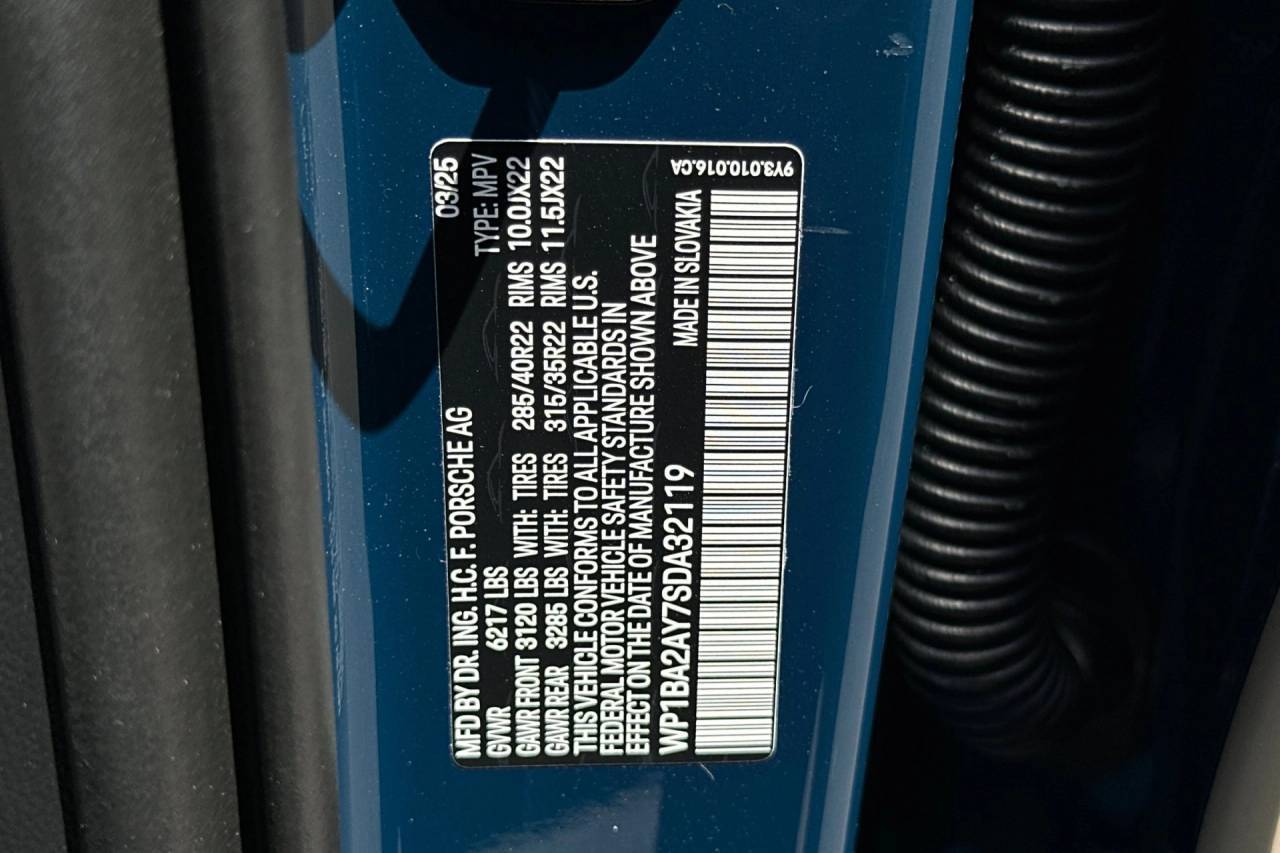 MFD BY DR. ING. H.C. F. PORSCHE AG 03/25
GVWR 6217 LBS TYPE: MPV
GAWR FRONT 3120 LBS WITH: TIRES 285/40R22 RIMS 10.0JX22
GAWR REAR 3285 LBS WITH: TIRES 315/35R22 RIMS 11.5JX22
THIS VEHICLE CONFORMS TO ALL APPLICABLE U.S.
FEDERAL MOTOR VEHICLE SAFETY STANDARDS IN
EFFECT ON THE DATE OF MANUFACTURE SHOWN ABOVE
WP1BA2AY7SDA32119 MADE IN SLOVAKIA
9Y3.010.016.CA